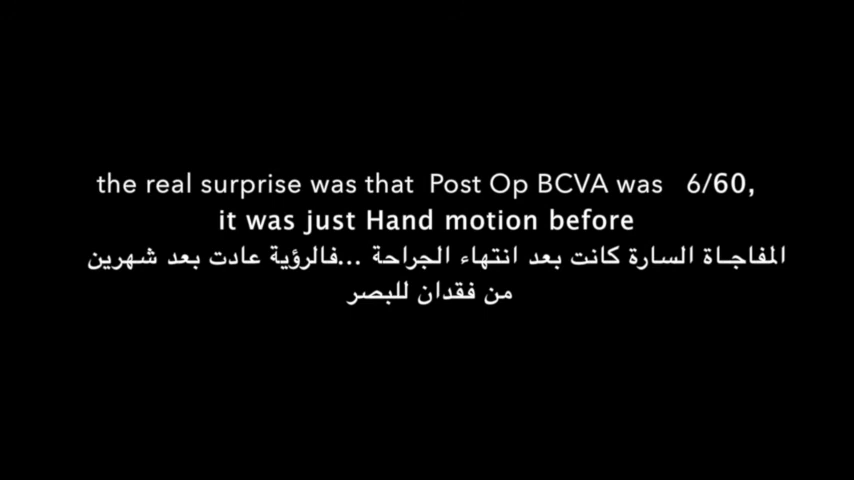 the real surprise was that Post Op BCVA was 6/60,
it was just Hand motion before
المفاجأة السارة كانت بعد انتهاء الجراحة ...فالرؤية عادت بعد شهرين
من فقدان للبصر